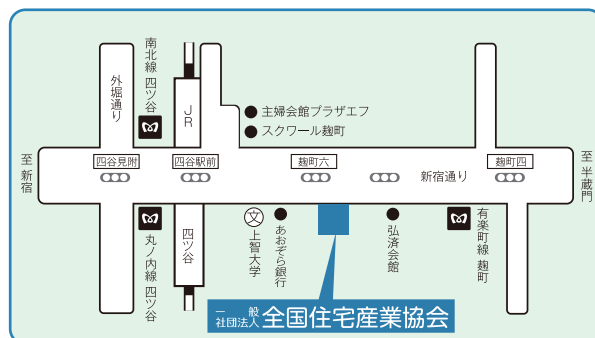 南北線 四ツ谷
外堀通り
JR
主婦会館プラザエフ
スクワール麹町
至 新宿
四谷見附
四谷駅前
麹町六
新宿通り
麹町四
至 半蔵門
丸ノ内線 四ツ谷
四ツ谷
文
上智大学
あおぞら銀行
弘済会館
有楽町線 麹町
一般社団法人 全国住宅産業協会